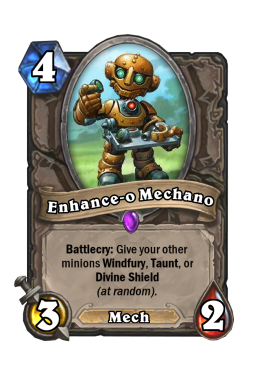 4
Enhance-o Mechano
Battlecry: Give your other
minions Windfury, Taunt, or
Divine Shield
(at random).
3
Mech
2